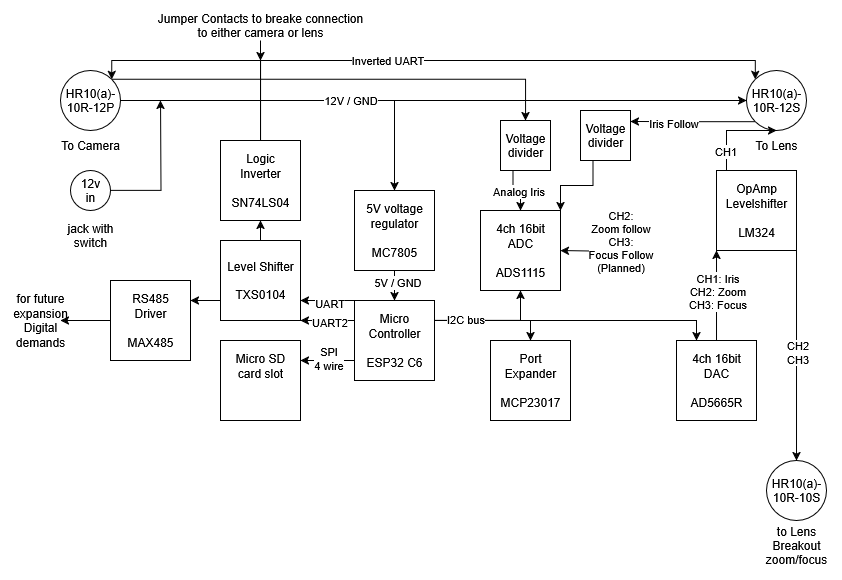 Jumper Contacts to breake connection
to either camera or lens
Inverted UART
HR10(a)-
10R-12P
To Camera
12V / GND
HR10(a)-
10R-12S
To Lens
12v
in
jack with
switch
Logic
Inverter
SN74LS04
5V voltage
regulator
MC7805
5V / GND
Voltage
divider
Analog Iris
Voltage
divider
Iris Follow
CH1
4ch 16bit
ADC
ADS1115
CH2:
Zoom follow
CH3:
Focus Follow
(Planned)
OpAmp
Levelshifter
LM324
Level Shifter
TXS0104
UART
UART2
CH1: Iris
CH2: Zoom
CH3: Focus
for future
expansion
Digital
demands
RS485
Driver
MAX485
Micro
Controller
ESP32 C6
I2C bus
Micro SD
card slot
SPI
4 wire
Port
Expander
MCP23017
4ch 16bit
DAC
AD5665R
CH2
CH3
HR10(a)-
10R-10S
to Lens
Breakout
zoom/focus